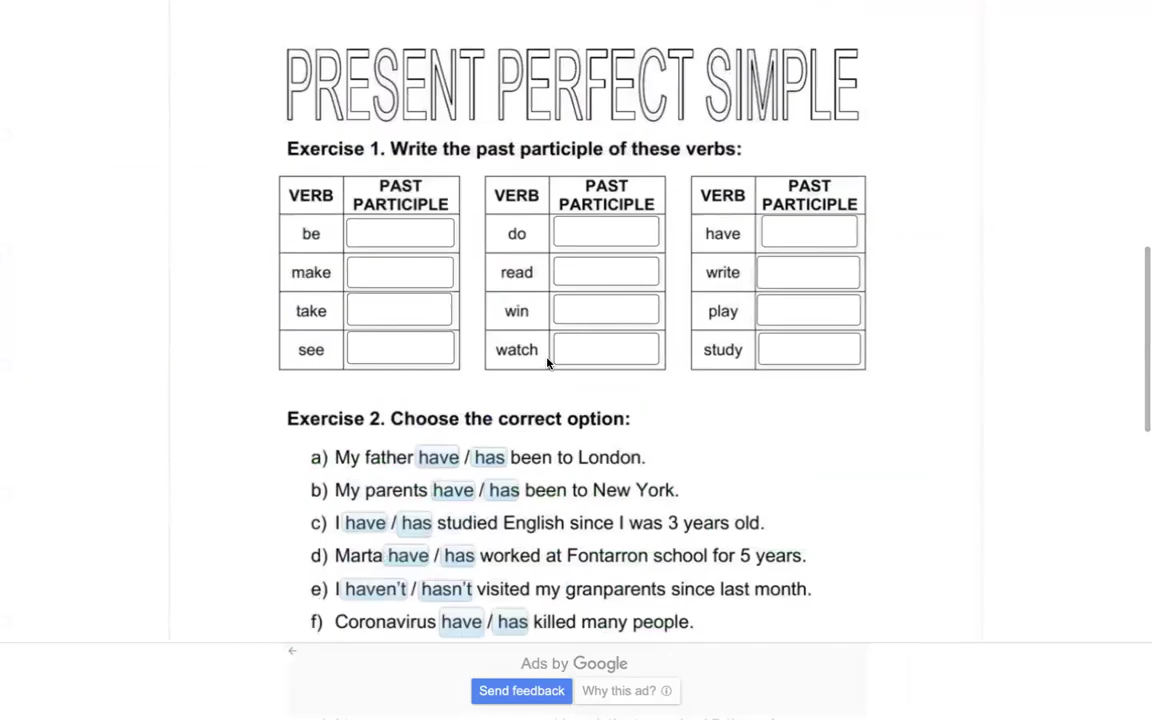 PRESENT PERFECT SIMPLE
Exercise 1. Write the past participle of these verbs:
VERB PAST PARTICIPLE VERB PAST PARTICIPLE VERB PAST PARTICIPLE
be do have
make read write
take win play
see watch study
Exercise 2. Choose the correct option:
a) My father have / has been to London.
b) My parents have / has been to New York.
c) I have / has studied English since I was 3 years old.
d) Marta have / has worked at Fontarron school for 5 years.
e) I haven't / hasn't visited my granparents since last month.
f) Coronavirus have / has killed many people.
Ads by Google
Send feedback Why this ad?